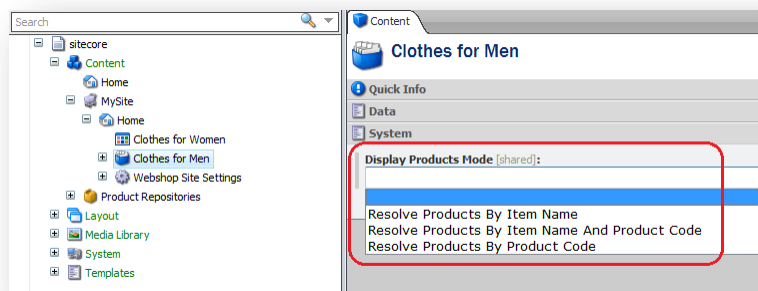 Search
sitecore
Content
Home
MySite
Home
Clothes for Women
Clothes for Men
Webshop Site Settings
Product Repositories
Layout
Media Library
System
Templates
Content
Clothes for Men
Quick Info
Data
System
Display Products Mode [shared]:
Resolve Products By Item Name
Resolve Products By Item Name And Product Code
Resolve Products By Product Code